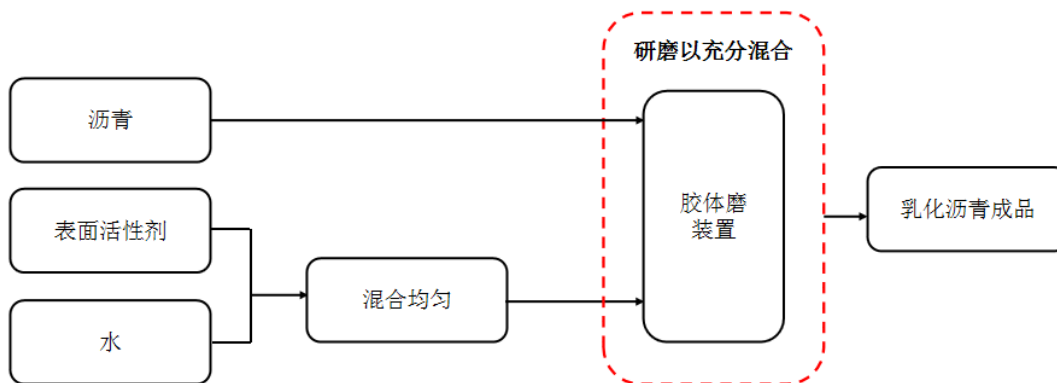 研磨以充分混合
沥青
表面活性剂
水
混合均匀
胶体磨
装置
乳化沥青成品